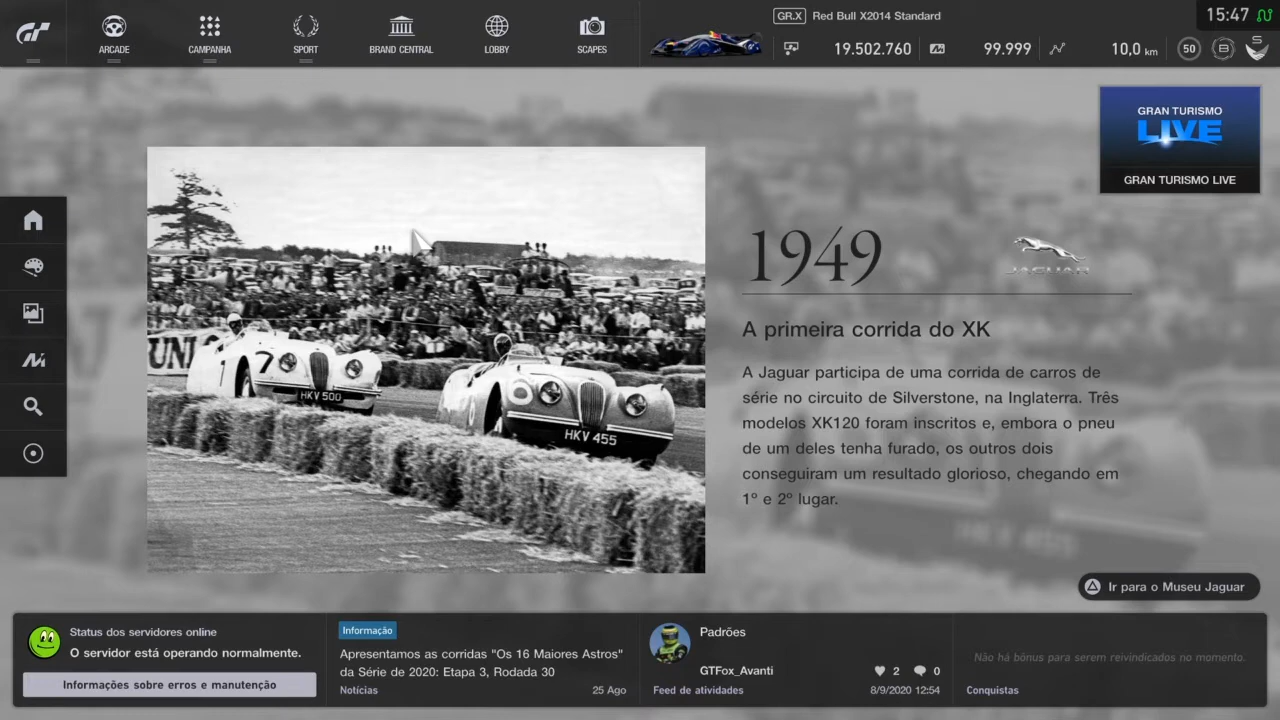 GT
ARCADE
CAMPANHA
SPORT
BRAND CENTRAL
LOBBY
SCAPES
GR.X Red Bull X2014 Standard
19.502.760
99.999
10,0 km
50
B
S
15:47
GRAN TURISMO
LIVE
GRAN TURISMO LIVE
7
HKV 500
HKV 455
1949
JAGUAR
A primeira corrida do XK
A Jaguar participa de uma corrida de carros de
série no circuito de Silverstone, na Inglaterra. Três
modelos XK120 foram inscritos e, embora o pneu
de um deles tenha furado, os outros dois
conseguiram um resultado glorioso, chegando em
1º e 2º lugar.
Ir para o Museu Jaguar
Status dos servidores online
O servidor está operando normalmente.
Informações sobre erros e manutenção
Informação
Apresentamos as corridas "Os 16 Maiores Astros"
da Série de 2020: Etapa 3, Rodada 30
Notícias
25 Ago
Padrões
GTFox_Avanti
2
0
Feed de atividades
8/9/2020 12:54
Não há bônus para serem reivindicados no momento.
Conquistas